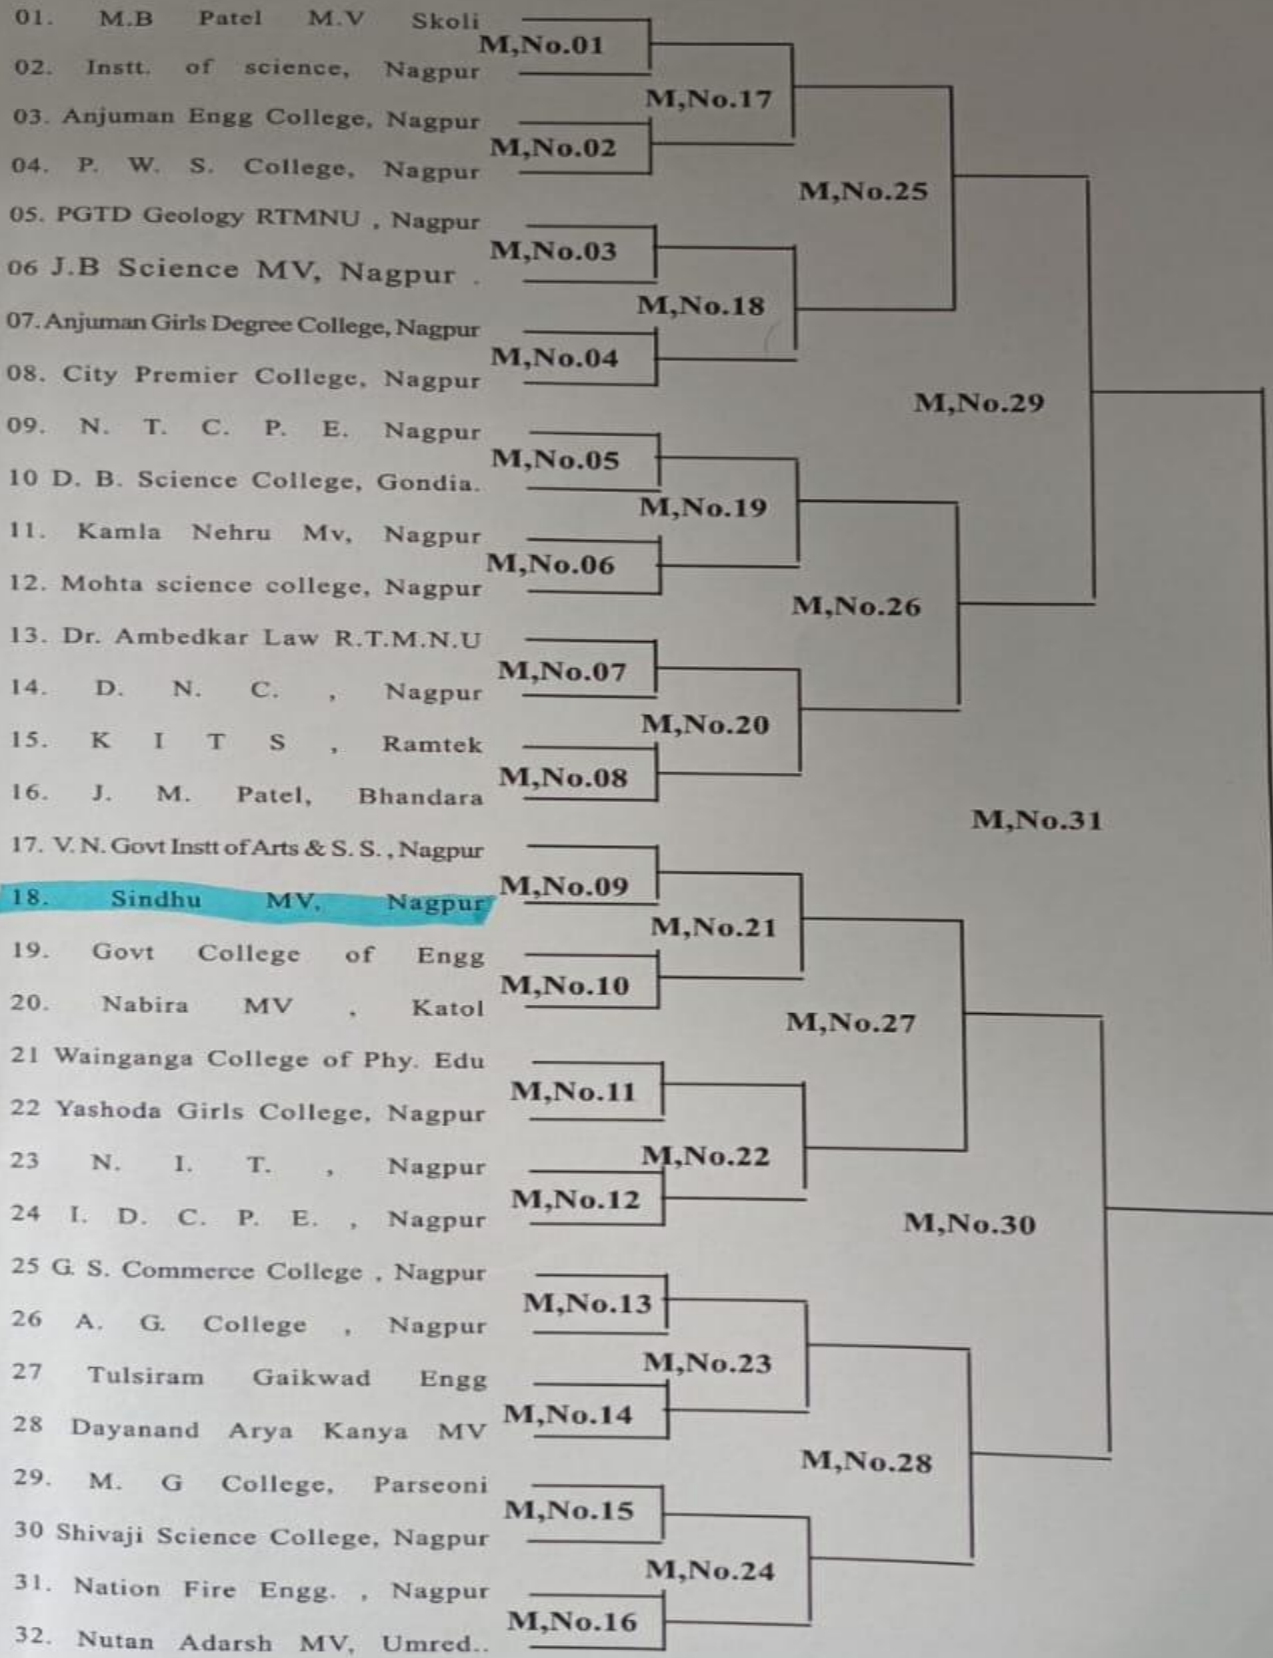 01. M.B Patel M.V Skoli
M,No.01
02. Instt. of science, Nagpur
M,No.17
03. Anjuman Engg College, Nagpur
M,No.02
04. P. W. S. College, Nagpur
M,No.25
05. PGTD Geology RTMNU , Nagpur
M,No.03
06 J.B Science MV, Nagpur .
M,No.18
07. Anjuman Girls Degree College, Nagpur
M,No.04
08. City Premier College, Nagpur
M,No.29
09. N. T. C. P. E. Nagpur
M,No.05
10 D. B. Science College, Gondia.
M,No.19
11. Kamla Nehru Mv, Nagpur
M,No.06
12. Mohta science college, Nagpur
M,No.26
13. Dr. Ambedkar Law R.T.M.N.U
M,No.07
14. D. N. C. , Nagpur
M,No.20
15. K I T S , Ramtek
M,No.08
16. J. M. Patel, Bhandara
M,No.31
17. V. N. Govt Instt of Arts & S. S. , Nagpur
M,No.09
18. Sindhu MV, Nagpur
M,No.21
19. Govt College of Engg
M,No.10
20. Nabira MV , Katol
M,No.27
21 Wainganga College of Phy. Edu
M,No.11
22 Yashoda Girls College, Nagpur
M,No.22
23 N. I. T. , Nagpur
M,No.12
24 I. D. C. P. E. , Nagpur
M,No.30
25 G. S. Commerce College , Nagpur
M,No.13
26 A. G. College , Nagpur
M,No.23
27 Tulsiram Gaikwad Engg
M,No.14
28 Dayanand Arya Kanya MV
M,No.28
29. M. G College, Parseoni
M,No.15
30 Shivaji Science College, Nagpur
M,No.24
31. Nation Fire Engg. , Nagpur
M,No.16
32. Nutan Adarsh MV, Umred..